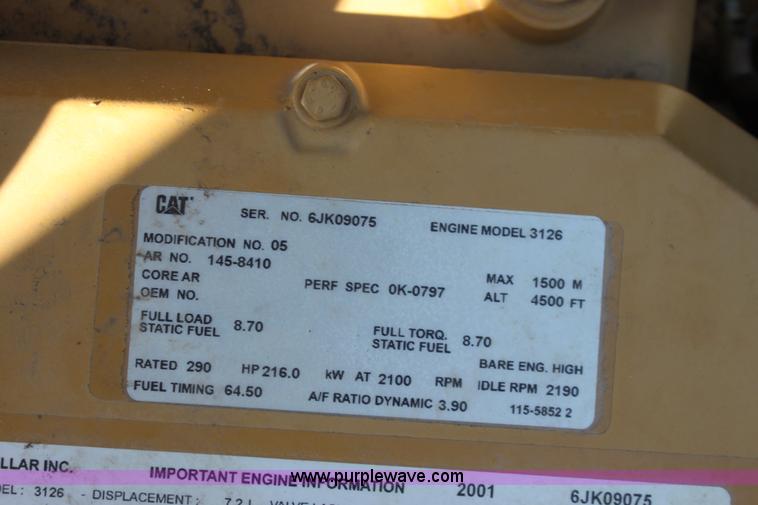 CAT
SER. NO. 6JK09075 ENGINE MODEL 3126
MODIFICATION NO. 05
AR NO. 145-8410
CORE AR PERF SPEC 0K-0797 MAX 1500 M
OEM NO. ALT 4500 FT
FULL LOAD STATIC FUEL 8.70 FULL TORQ. STATIC FUEL 8.70
RATED 290 HP 216.0 kW AT 2100 RPM BARE ENG. HIGH IDLE RPM 2190
FUEL TIMING 64.50 A/F RATIO DYNAMIC 3.90 115-5852 2
LLAR INC. IMPORTANT ENGINE INFORMATION 2001 6JK09075
www.purplewave.com
DEL: 3126 - DISPLACEMENT: 7.2 L